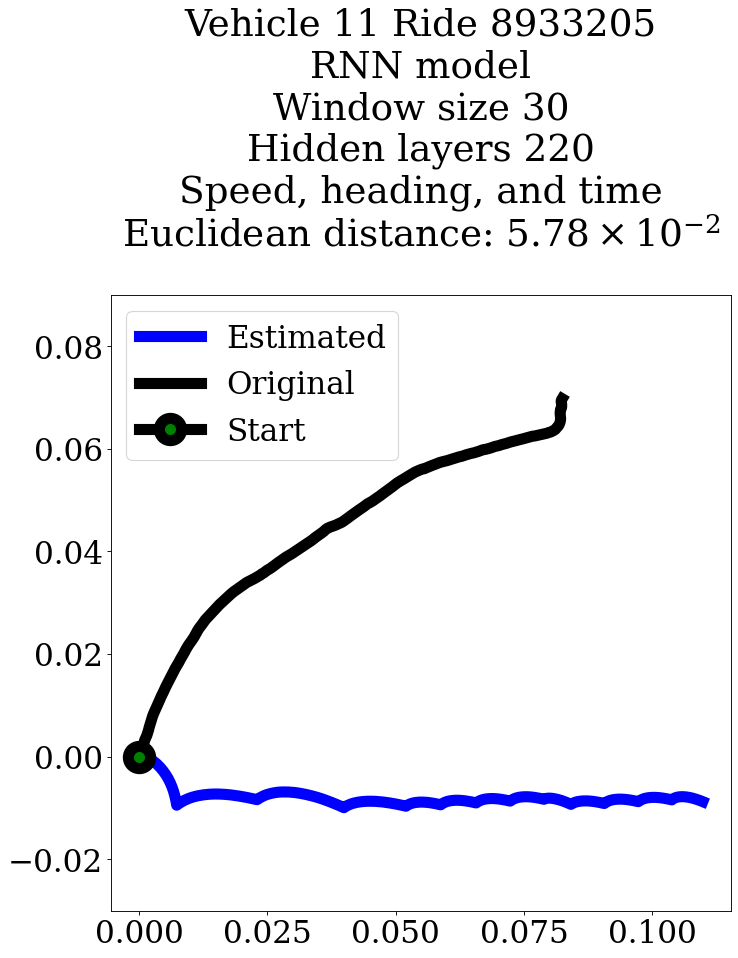 Vehicle 11 Ride 8933205
RNN model
Window size 30
Hidden layers 220
Speed, heading, and time
Euclidean distance: 5.78 × 10⁻²
Estimated
Original
Start
0.08
0.06
0.04
0.02
0.00
−0.02
0.000 0.025 0.050 0.075 0.100